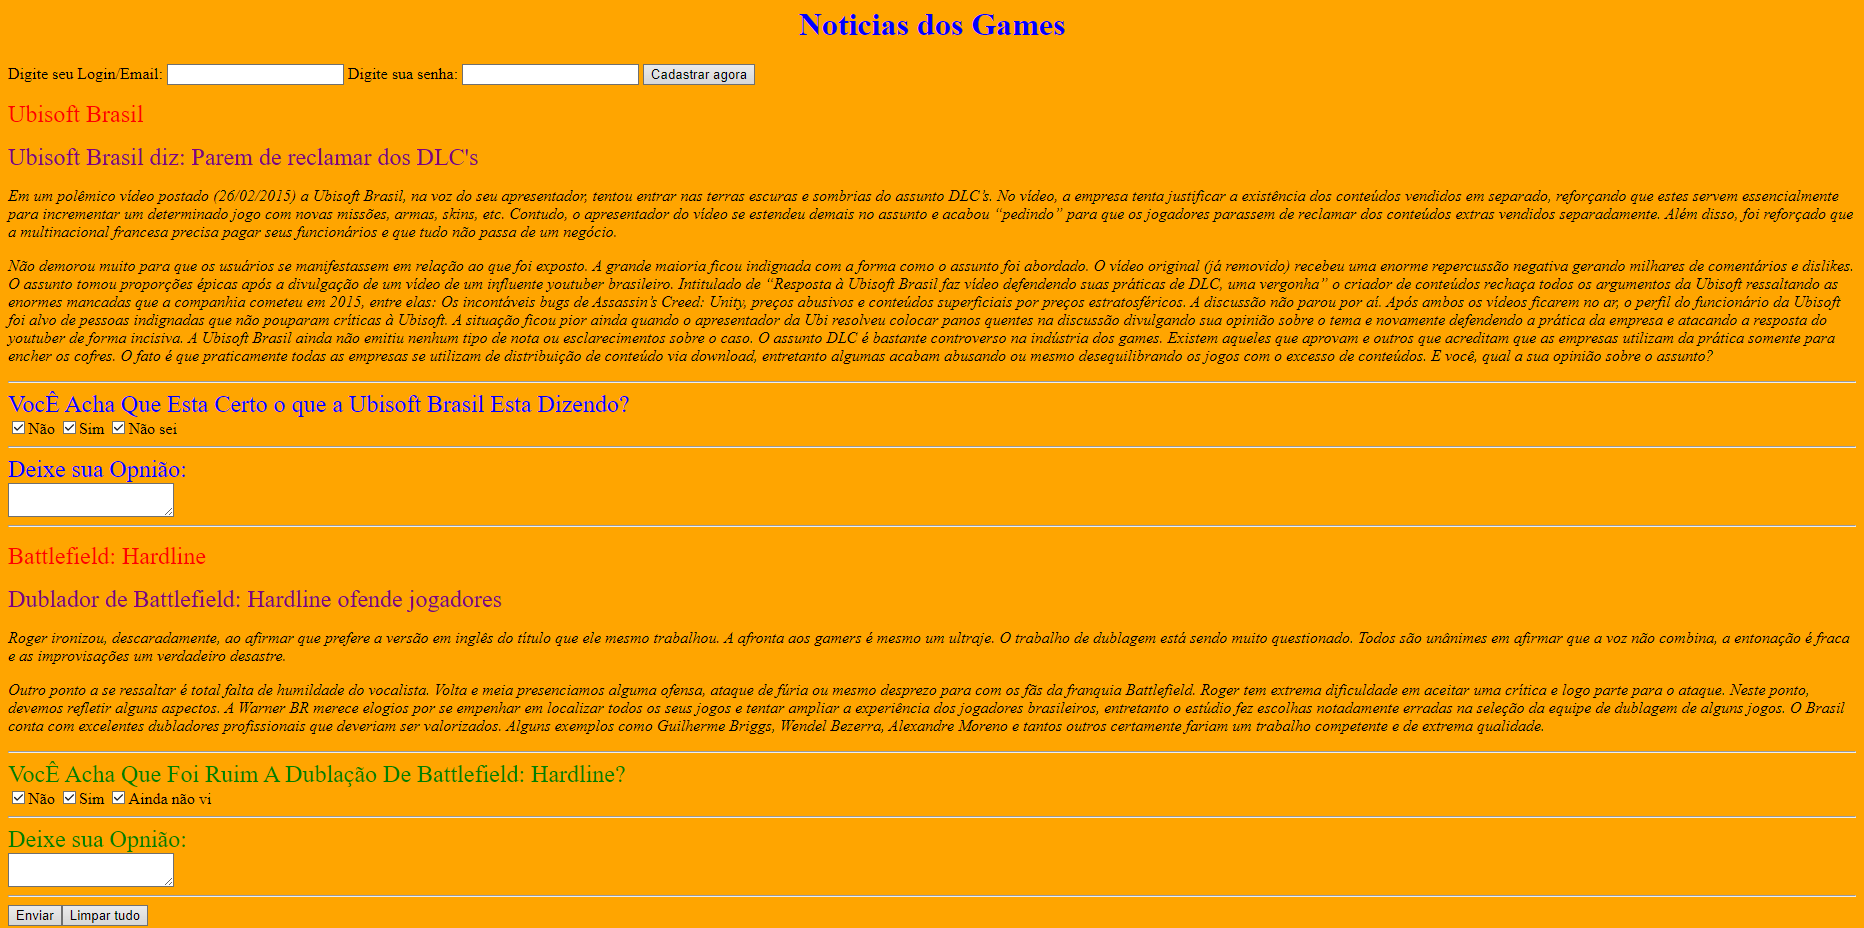 Noticias dos Games
Digite seu Login/Email: Digite sua senha: Cadastrar agora
Ubisoft Brasil
Ubisoft Brasil diz: Parem de reclamar dos DLC's
Em um polêmico vídeo postado (26/02/2015) a Ubisoft Brasil, na voz do seu apresentador, tentou entrar nas terras escuras e sombrias do assunto DLC’s. No vídeo, a empresa tenta justificar a existência dos conteúdos vendidos em separado, reforçando que estes servem essencialmente
para incrementar um determinado jogo com novas missões, armas, skins, etc. Contudo, o apresentador do vídeo se estendeu demais no assunto e acabou “pedindo” para que os jogadores parassem de reclamar dos conteúdos extras vendidos separadamente. Além disso, foi reforçado que
a multinacional francesa precisa pagar seus funcionários e que tudo não passa de um negócio.
Não demorou muito para que os usuários se manifestassem em relação ao que foi exposto. A grande maioria ficou indignada com a forma como o assunto foi abordado. O vídeo original (já removido) recebeu uma enorme repercussão negativa gerando milhares de comentários e dislikes.
O assunto tomou proporções épicas após a divulgação de um vídeo de um influente youtuber brasileiro. Intitulado de “Resposta à Ubisoft Brasil faz vídeo defendendo suas práticas de DLC, uma vergonha” o criador de conteúdos rechaça todos os argumentos da Ubisoft ressaltando as
enormes mancadas que a companhia cometeu em 2015, entre elas: Os incontáveis bugs de Assassin’s Creed: Unity, preços abusivos e conteúdos superficiais por preços estratosféricos. A discussão não parou por aí. Após ambos os vídeos ficarem no ar, o perfil do funcionário da Ubisoft
foi alvo de pessoas indignadas que não pouparam críticas à Ubisoft. A situação ficou pior ainda quando o apresentador da Ubi resolveu colocar panos quentes na discussão divulgando sua opinião sobre o tema e novamente defendendo a prática da empresa e atacando a resposta do
youtuber de forma incisiva. A Ubisoft Brasil ainda não emitiu nenhum tipo de nota ou esclarecimentos sobre o caso. O assunto DLC é bastante controverso na indústria dos games. Existem aqueles que aprovam e outros que acreditam que as empresas utilizam da prática somente para
encher os cofres. O fato é que praticamente todas as empresas se utilizam de distribuição de conteúdo via download, entretanto algumas acabam abusando ou mesmo desequilibrando os jogos com o excesso de conteúdos. E você, qual a sua opinião sobre o assunto?
VocÊ Acha Que Esta Certo o que a Ubisoft Brasil Esta Dizendo?
Não Sim Não sei
Deixe sua Opnião:
Battlefield: Hardline
Dublador de Battlefield: Hardline ofende jogadores
Roger ironizou, descaradamente, ao afirmar que prefere a versão em inglês do título que ele mesmo trabalhou. A afronta aos gamers é mesmo um ultraje. O trabalho de dublagem está sendo muito questionado. Todos são unânimes em afirmar que a voz não combina, a entonação é fraca
e as improvisações um verdadeiro desastre.
Outro ponto a se ressaltar é total falta de humildade do vocalista. Volta e meia presenciamos alguma ofensa, ataque de fúria ou mesmo desprezo para com os fãs da franquia Battlefield. Roger tem extrema dificuldade em aceitar uma crítica e logo parte para o ataque. Neste ponto,
devemos refletir alguns aspectos. A Warner BR merece elogios por se empenhar em localizar todos os seus jogos e tentar ampliar a experiência dos jogadores brasileiros, entretanto o estúdio fez escolhas notadamente erradas na seleção da equipe de dublagem de alguns jogos. O Brasil
conta com excelentes dubladores profissionais que deveriam ser valorizados. Alguns exemplos como Guilherme Briggs, Wendel Bezerra, Alexandre Moreno e tantos outros certamente fariam um trabalho competente e de extrema qualidade.
VocÊ Acha Que Foi Ruim A Dublação De Battlefield: Hardline?
Não Sim Ainda não vi
Deixe sua Opnião:
Enviar Limpar tudo